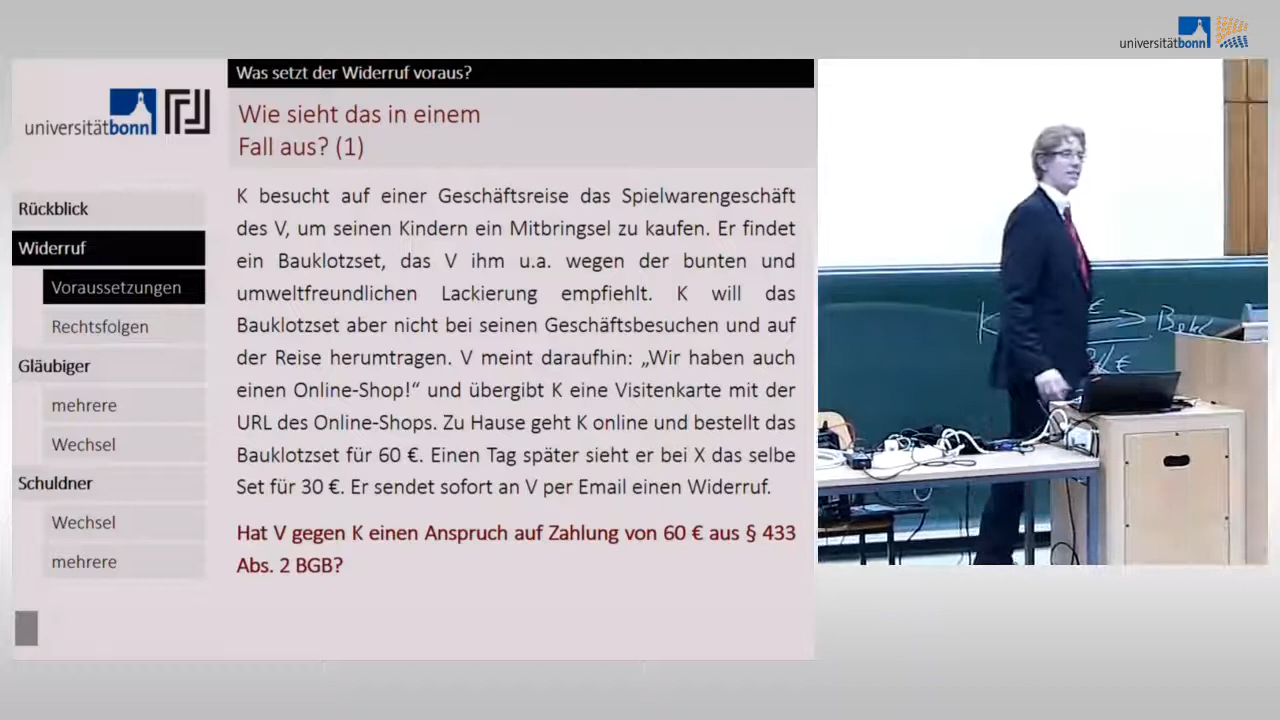 universitätbonn
universitätbonn
Rückblick
Widerruf
Voraussetzungen
Rechtsfolgen
Gläubiger
mehrere
Wechsel
Schuldner
Wechsel
mehrere
Was setzt der Widerruf voraus?
Wie sieht das in einem
Fall aus? (1)
K besucht auf einer Geschäftsreise das Spielwarengeschäft
des V, um seinen Kindern ein Mitbringsel zu kaufen. Er findet
ein Bauklotzset, das V ihm u.a. wegen der bunten und
umweltfreundlichen Lackierung empfiehlt. K will das
Bauklotzset aber nicht bei seinen Geschäftsbesuchen und auf
der Reise herumtragen. V meint daraufhin: „Wir haben auch
einen Online-Shop!“ und übergibt K eine Visitenkarte mit der
URL des Online-Shops. Zu Hause geht K online und bestellt das
Bauklotzset für 60 €. Einen Tag später sieht er bei X das selbe
Set für 30 €. Er sendet sofort an V per Email einen Widerruf.
Hat V gegen K einen Anspruch auf Zahlung von 60 € aus § 433
Abs. 2 BGB?
K €
€